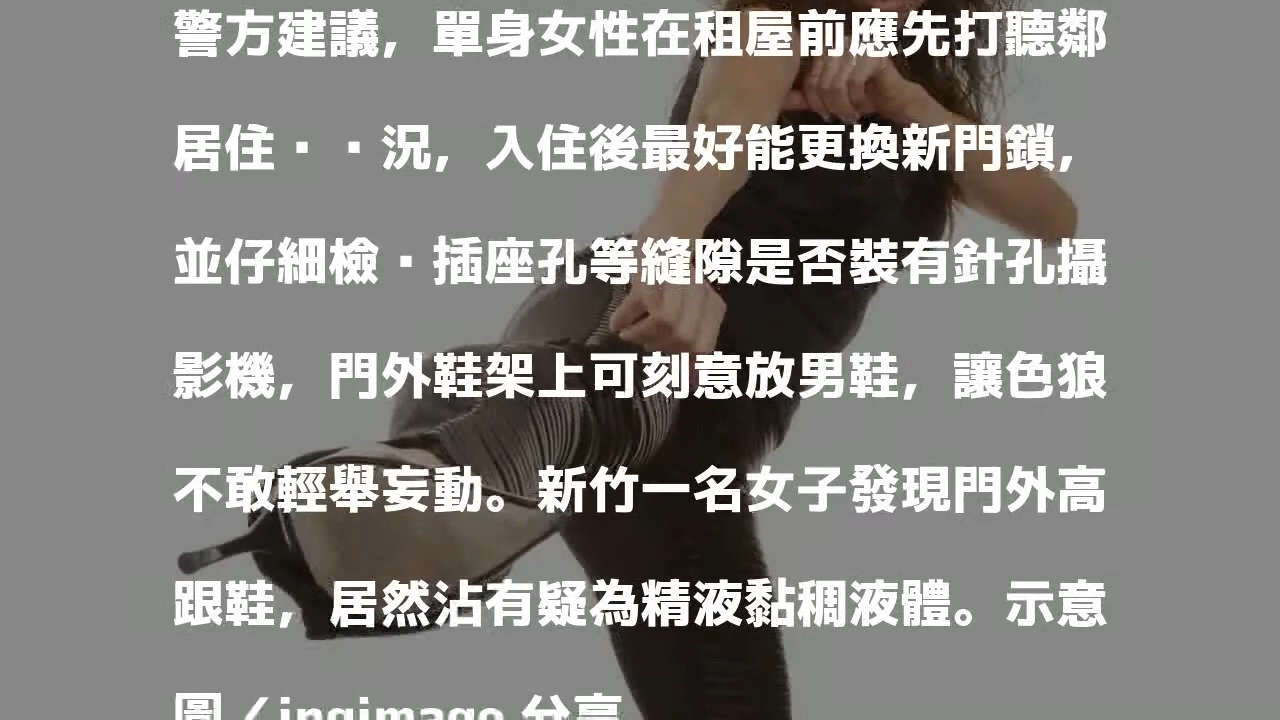 警方建議，單身女性在租屋前應先打聽鄰
居住··況，入住後最好能更換新門鎖，
並仔細檢·插座孔等縫隙是否裝有針孔攝
影機，門外鞋架上可刻意放男鞋，讓色狼
不敢輕舉妄動。新竹一名女子發現門外高
跟鞋，居然沾有疑為精液黏稠液體。示意
圖／ingimage 分享